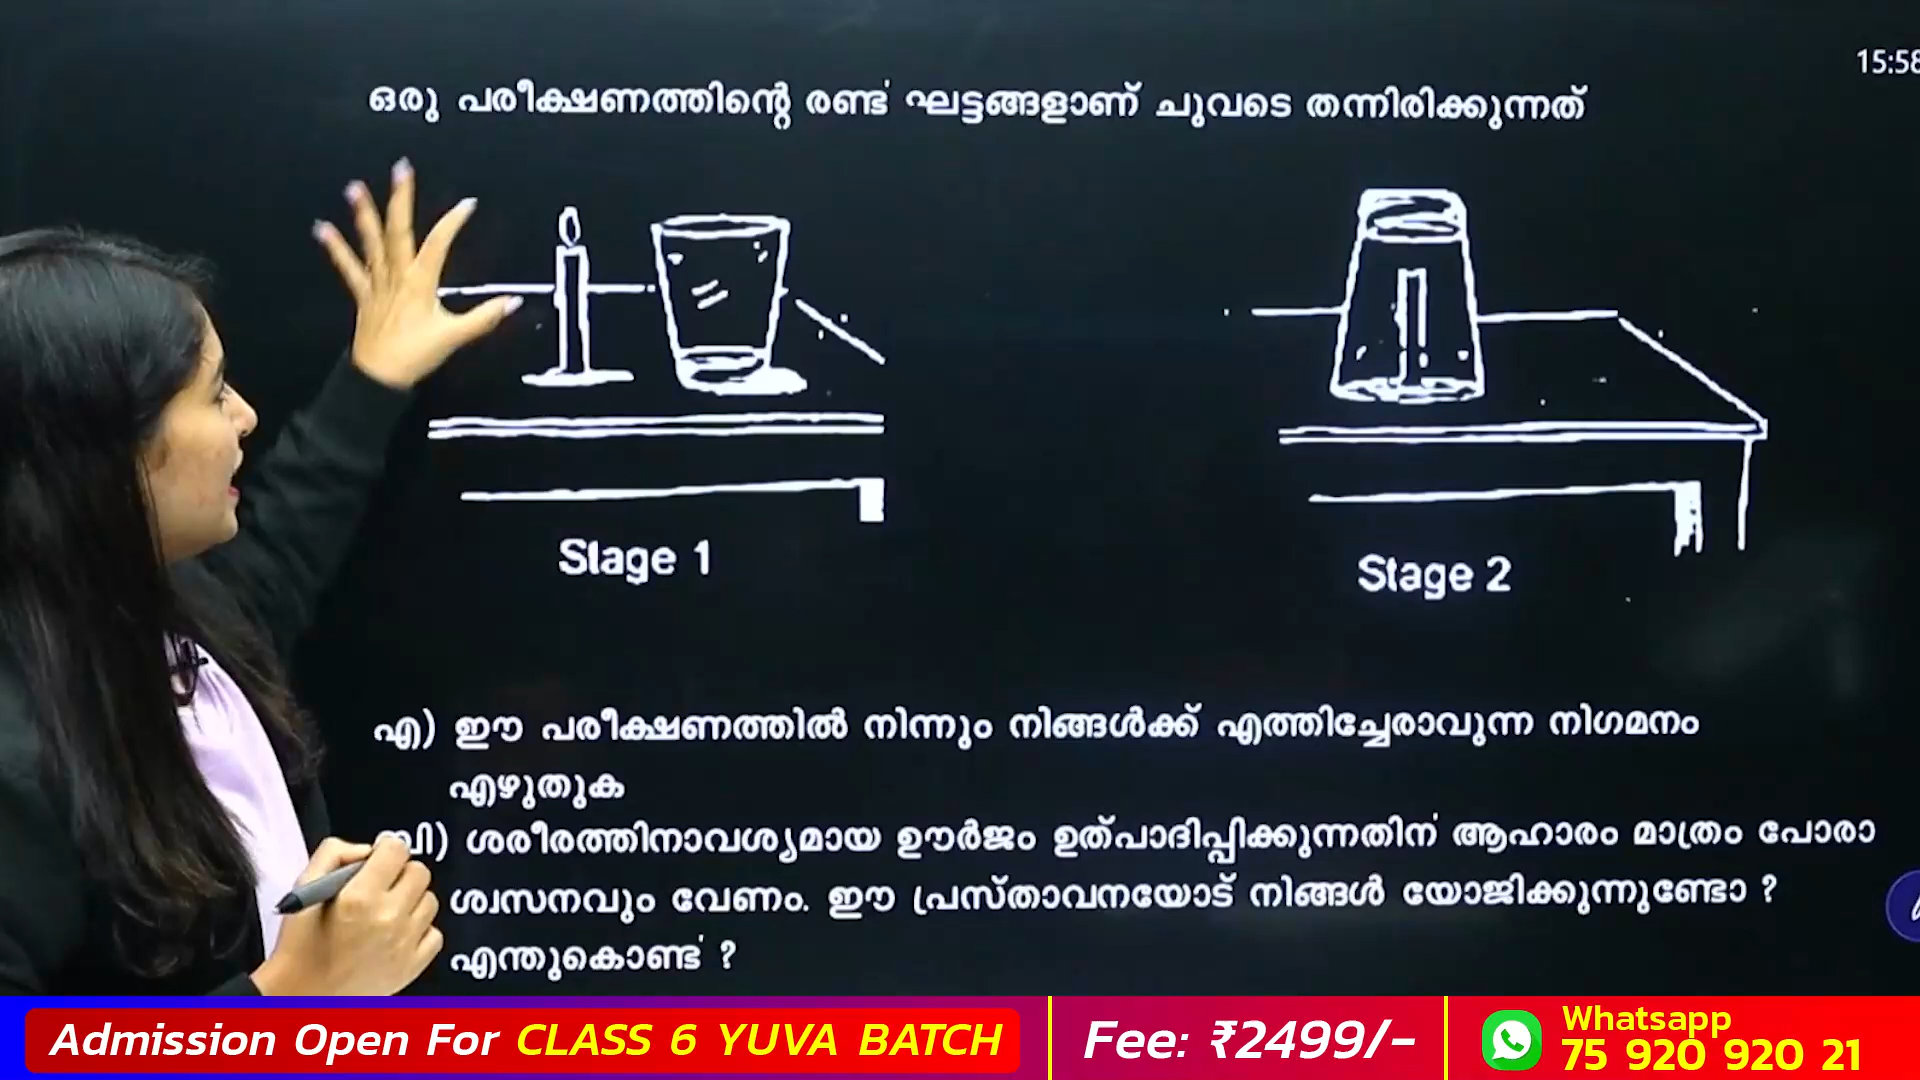 15:58
ഒരു പരീക്ഷണത്തിന്റെ രണ്ട് ഘട്ടങ്ങളാണ് ചുവടെ തന്നിരിക്കുന്നത്
Stage 1
Stage 2
എ) ഈ പരീക്ഷണത്തിൽ നിന്നും നിങ്ങൾക്ക് എത്തിച്ചേരാവുന്ന നിഗമനം
എഴുതുക
ബി) ശരീരത്തിനാവശ്യമായ ഊർജം ഉത്പാദിപ്പിക്കുന്നതിന് ആഹാരം മാത്രം പോരാ
ശ്വസനവും വേണം. ഈ പ്രസ്താവനയോട് നിങ്ങൾ യോജിക്കുന്നുണ്ടോ ?
എന്തുകൊണ്ട് ?
Admission Open For CLASS 6 YUVA BATCH
Fee: ₹2499/-
Whatsapp
75 920 920 21